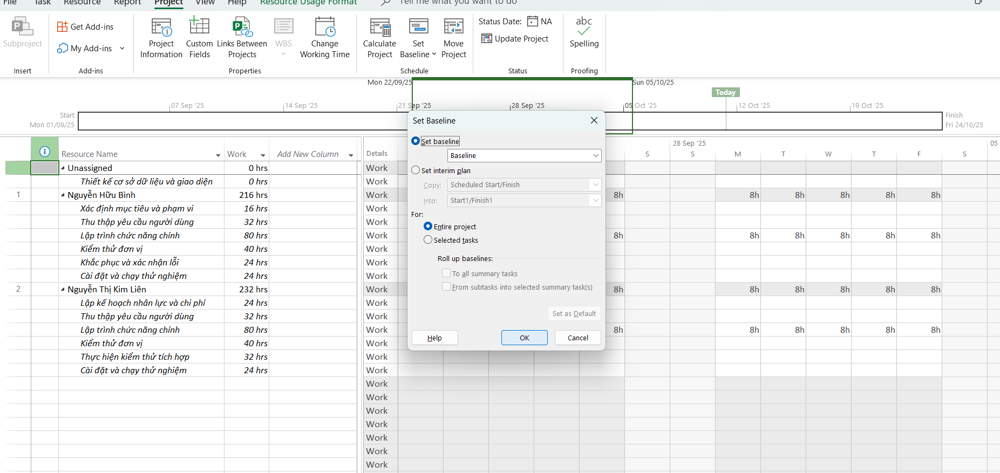 File Task Resource Report Project View Help Resource Usage Format Tell me what you want to do
Subproject
Insert
Get Add-ins
My Add-ins
Add-ins
Project Information
Custom Fields
Links Between Projects
WBS
Change Working Time
Properties
Calculate Project
Set Baseline
Move Project
Schedule
Status Date: NA
Update Project
Status
abc
Spelling
Proofing
Mon 22/09/25 Sun 05/10/25
Today
07 Sep '25 14 Sep '25 21 Sep '25 28 Sep '25 05 Oct '25 12 Oct '25 19 Oct '25
Start
Mon 01/09/25
Finish
Fri 24/10/25
Resource Name Work Add New Column
Unassigned 0 hrs
Thiết kế cơ sở dữ liệu và giao diện 0 hrs
1 Nguyễn Hữu Bình 216 hrs
Xác định mục tiêu và phạm vi 16 hrs
Thu thập yêu cầu người dùng 32 hrs
Lập trình chức năng chính 80 hrs
Kiểm thử đơn vị 40 hrs
Khắc phục và xác nhận lỗi 24 hrs
Cài đặt và chạy thử nghiệm 24 hrs
2 Nguyễn Thị Kim Liên 232 hrs
Lập kế hoạch nhân lực và chi phí 24 hrs
Thu thập yêu cầu người dùng 32 hrs
Lập trình chức năng chính 80 hrs
Kiểm thử đơn vị 40 hrs
Thực hiện kiểm thử tích hợp 32 hrs
Cài đặt và chạy thử nghiệm 24 hrs
28 Sep '25 05
Details S S M T W T F S
Work
Work
Work 8h 8h 8h 8h 8h 8h
Work
Work
Work 8h 8h 8h 8h 8h 8h
Work
Work
Work
Work 8h 8h 8h 8h 8h 8h
Work
Work
Work 8h 8h 8h 8h 8h 8h
Work
Work
Work
Work
Work
Work
Work
Work
Work
Work
Set Baseline
Set baseline
Baseline
Set interim plan
Copy: Scheduled Start/Finish
Into: Start1/Finish1
For:
Entire project
Selected tasks
Roll up baselines:
To all summary tasks
From subtasks into selected summary task(s)
Set as Default
Help OK Cancel